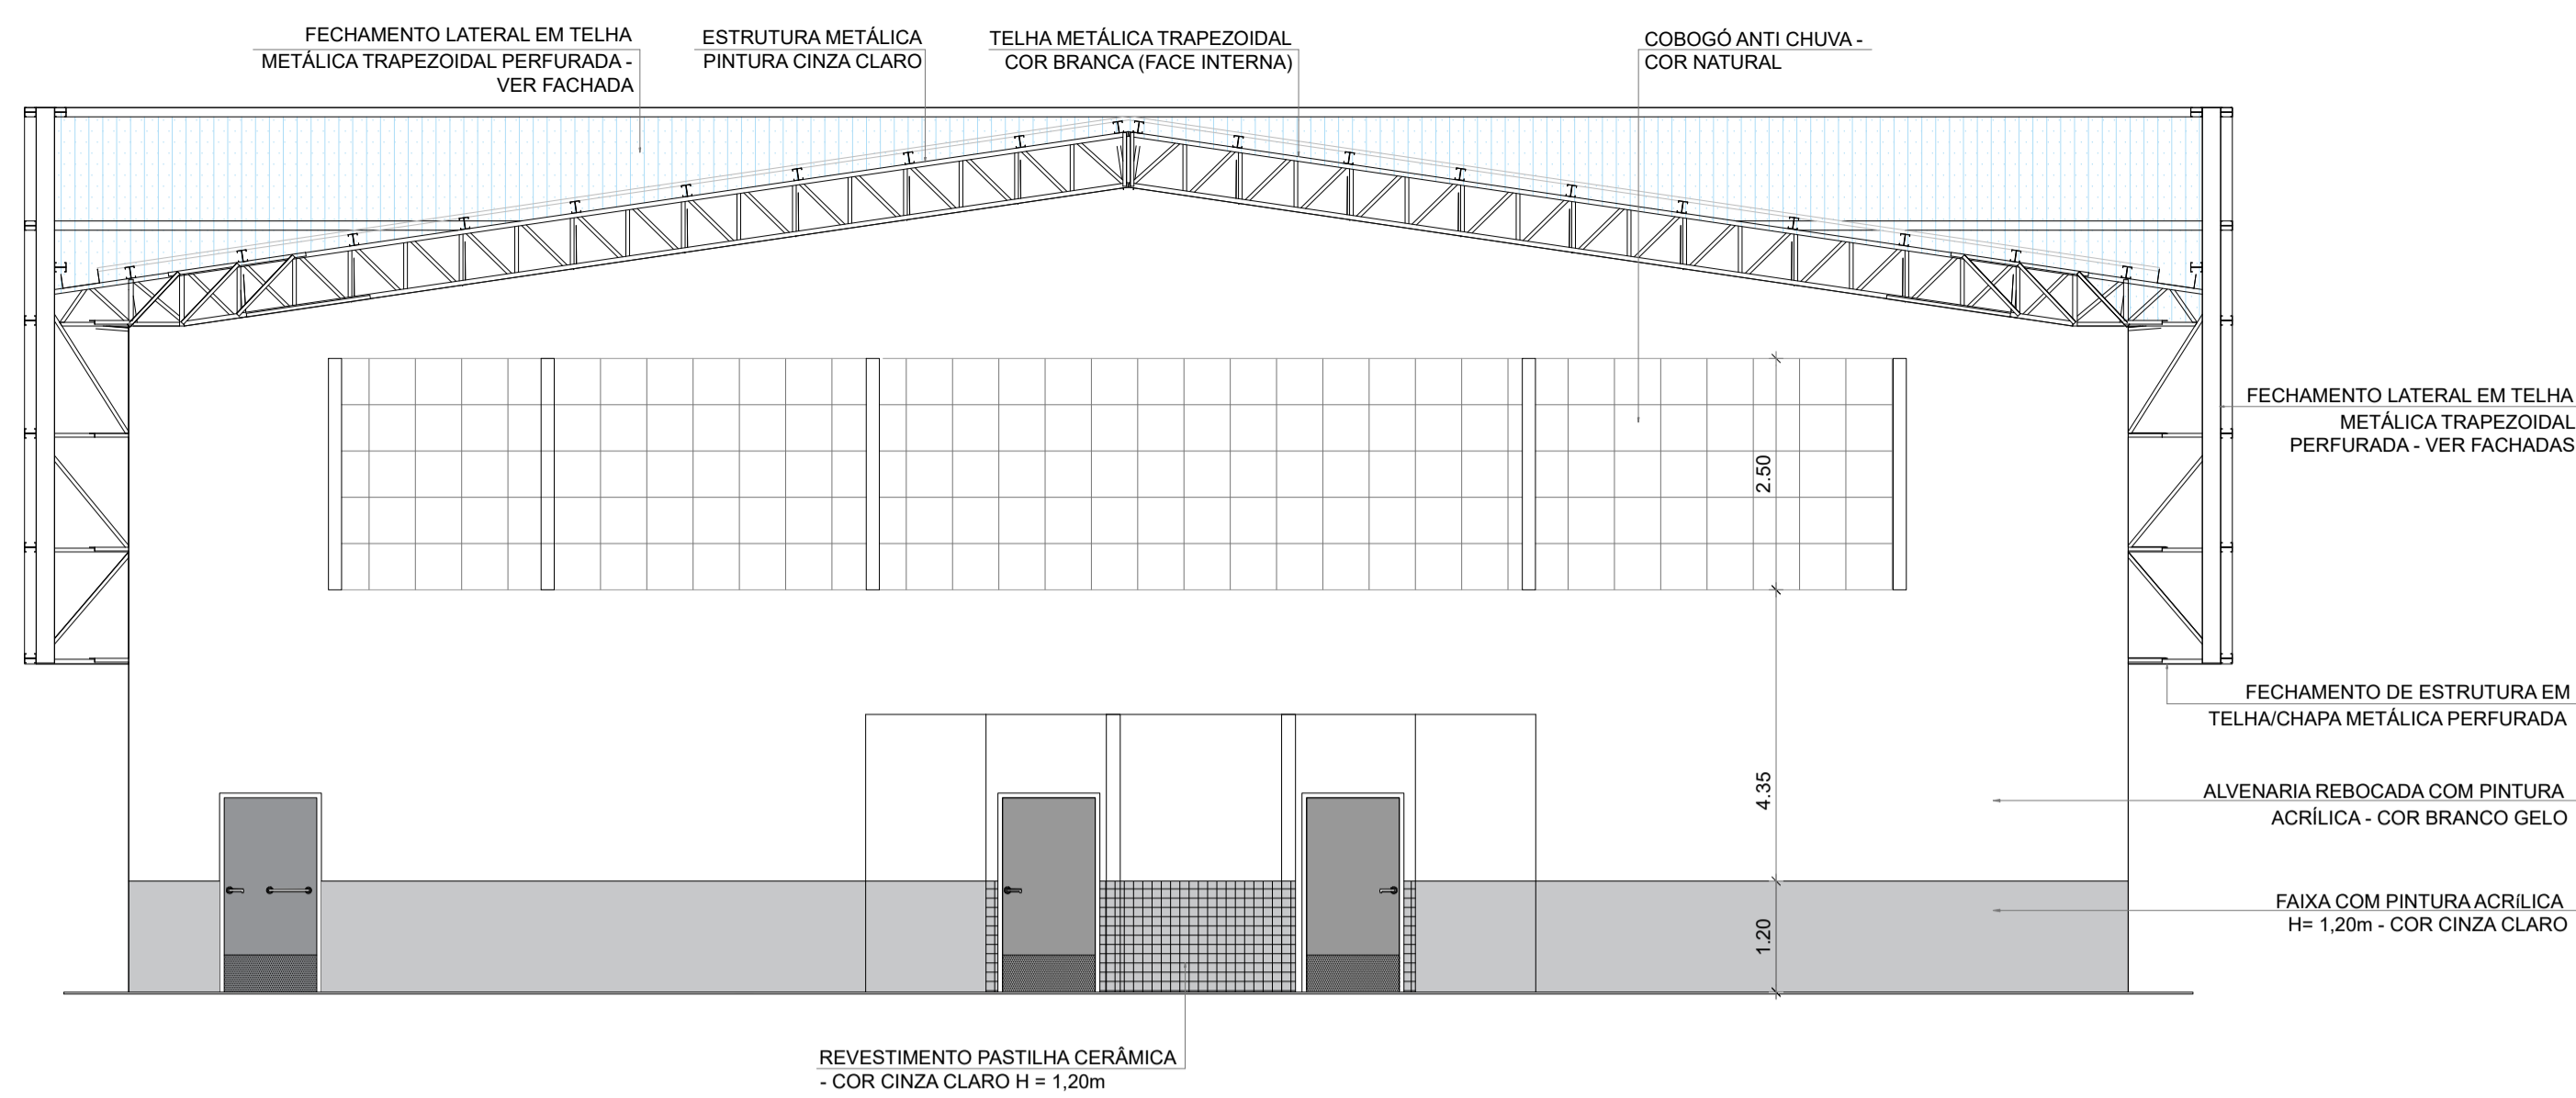 FECHAMENTO LATERAL EM TELHA
METÁLICA TRAPEZOIDAL PERFURADA -
VER FACHADA
ESTRUTURA METÁLICA
PINTURA CINZA CLARO
TELHA METÁLICA TRAPEZOIDAL
COR BRANCA (FACE INTERNA)
COBOGÓ ANTI CHUVA -
COR NATURAL
FECHAMENTO LATERAL EM TELHA
METÁLICA TRAPEZOIDAL
PERFURADA - VER FACHADAS
2.50
FECHAMENTO DE ESTRUTURA EM
TELHA/CHAPA METÁLICA PERFURADA
4.35
ALVENARIA REBOCADA COM PINTURA
ACRÍLICA - COR BRANCO GELO
1.20
FAIXA COM PINTURA ACRíLICA
H= 1,20m - COR CINZA CLARO
REVESTIMENTO PASTILHA CERÂMICA
- COR CINZA CLARO H = 1,20m